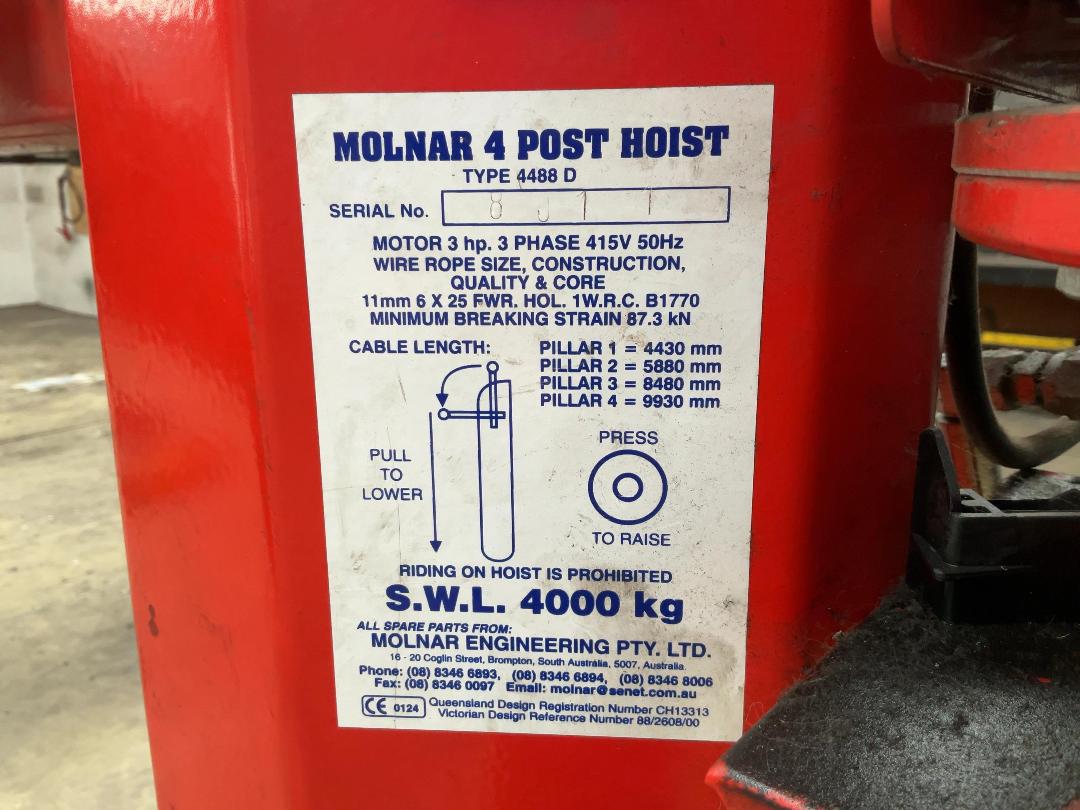 MOLNAR 4 POST HOIST
TYPE 4488 D
SERIAL No. 8 J 1 1
MOTOR 3 hp. 3 PHASE 415V 50Hz
WIRE ROPE SIZE, CONSTRUCTION,
QUALITY & CORE
11mm 6 X 25 FWR. HOL. 1W.R.C. B1770
MINIMUM BREAKING STRAIN 87.3 kN
CABLE LENGTH:
PILLAR 1 = 4430 mm
PILLAR 2 = 5880 mm
PILLAR 3 = 8480 mm
PILLAR 4 = 9930 mm
PULL
TO
LOWER
PRESS
TO RAISE
RIDING ON HOIST IS PROHIBITED
S.W.L. 4000 kg
ALL SPARE PARTS FROM:
MOLNAR ENGINEERING PTY. LTD.
16 - 20 Coglin Street, Brompton, South Australia, 5007, Australia.
Phone: (08) 8346 6893, (08) 8346 6894, (08) 8346 8006
Fax: (08) 8346 0097 Email: molnar@senet.com.au
CE 0124 Queensland Design Registration Number CH13313
Victorian Design Reference Number 88/2608/00